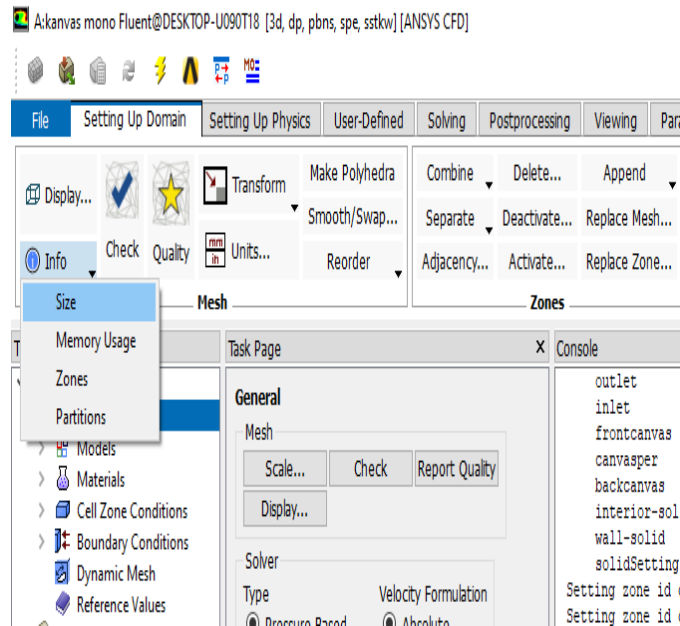 A:kanvas mono Fluent@DESKTOP-U090T18 [3d, dp, pbns, spe, sstkw] [ANSYS CFD]
File Setting Up Domain Setting Up Physics User-Defined Solving Postprocessing Viewing Para
Display... Check Quality Transform Make Polyhedra Combine Delete... Append
Smooth/Swap... Separate Deactivate... Replace Mesh...
Info Units... Reorder Adjacency... Activate... Replace Zone...
Mesh Zones
Size
Memory Usage
Zones
Partitions
Models
Materials
Cell Zone Conditions
Boundary Conditions
Dynamic Mesh
Reference Values
Task Page X
General
Mesh
Scale... Check Report Quality
Display...
Solver
Type Velocity Formulation
Pressure Based Absolute
Console
outlet
inlet
frontcanvas
canvasper
backcanvas
interior-sol
wall-solid
solidSetting
Setting zone id
Setting zone id